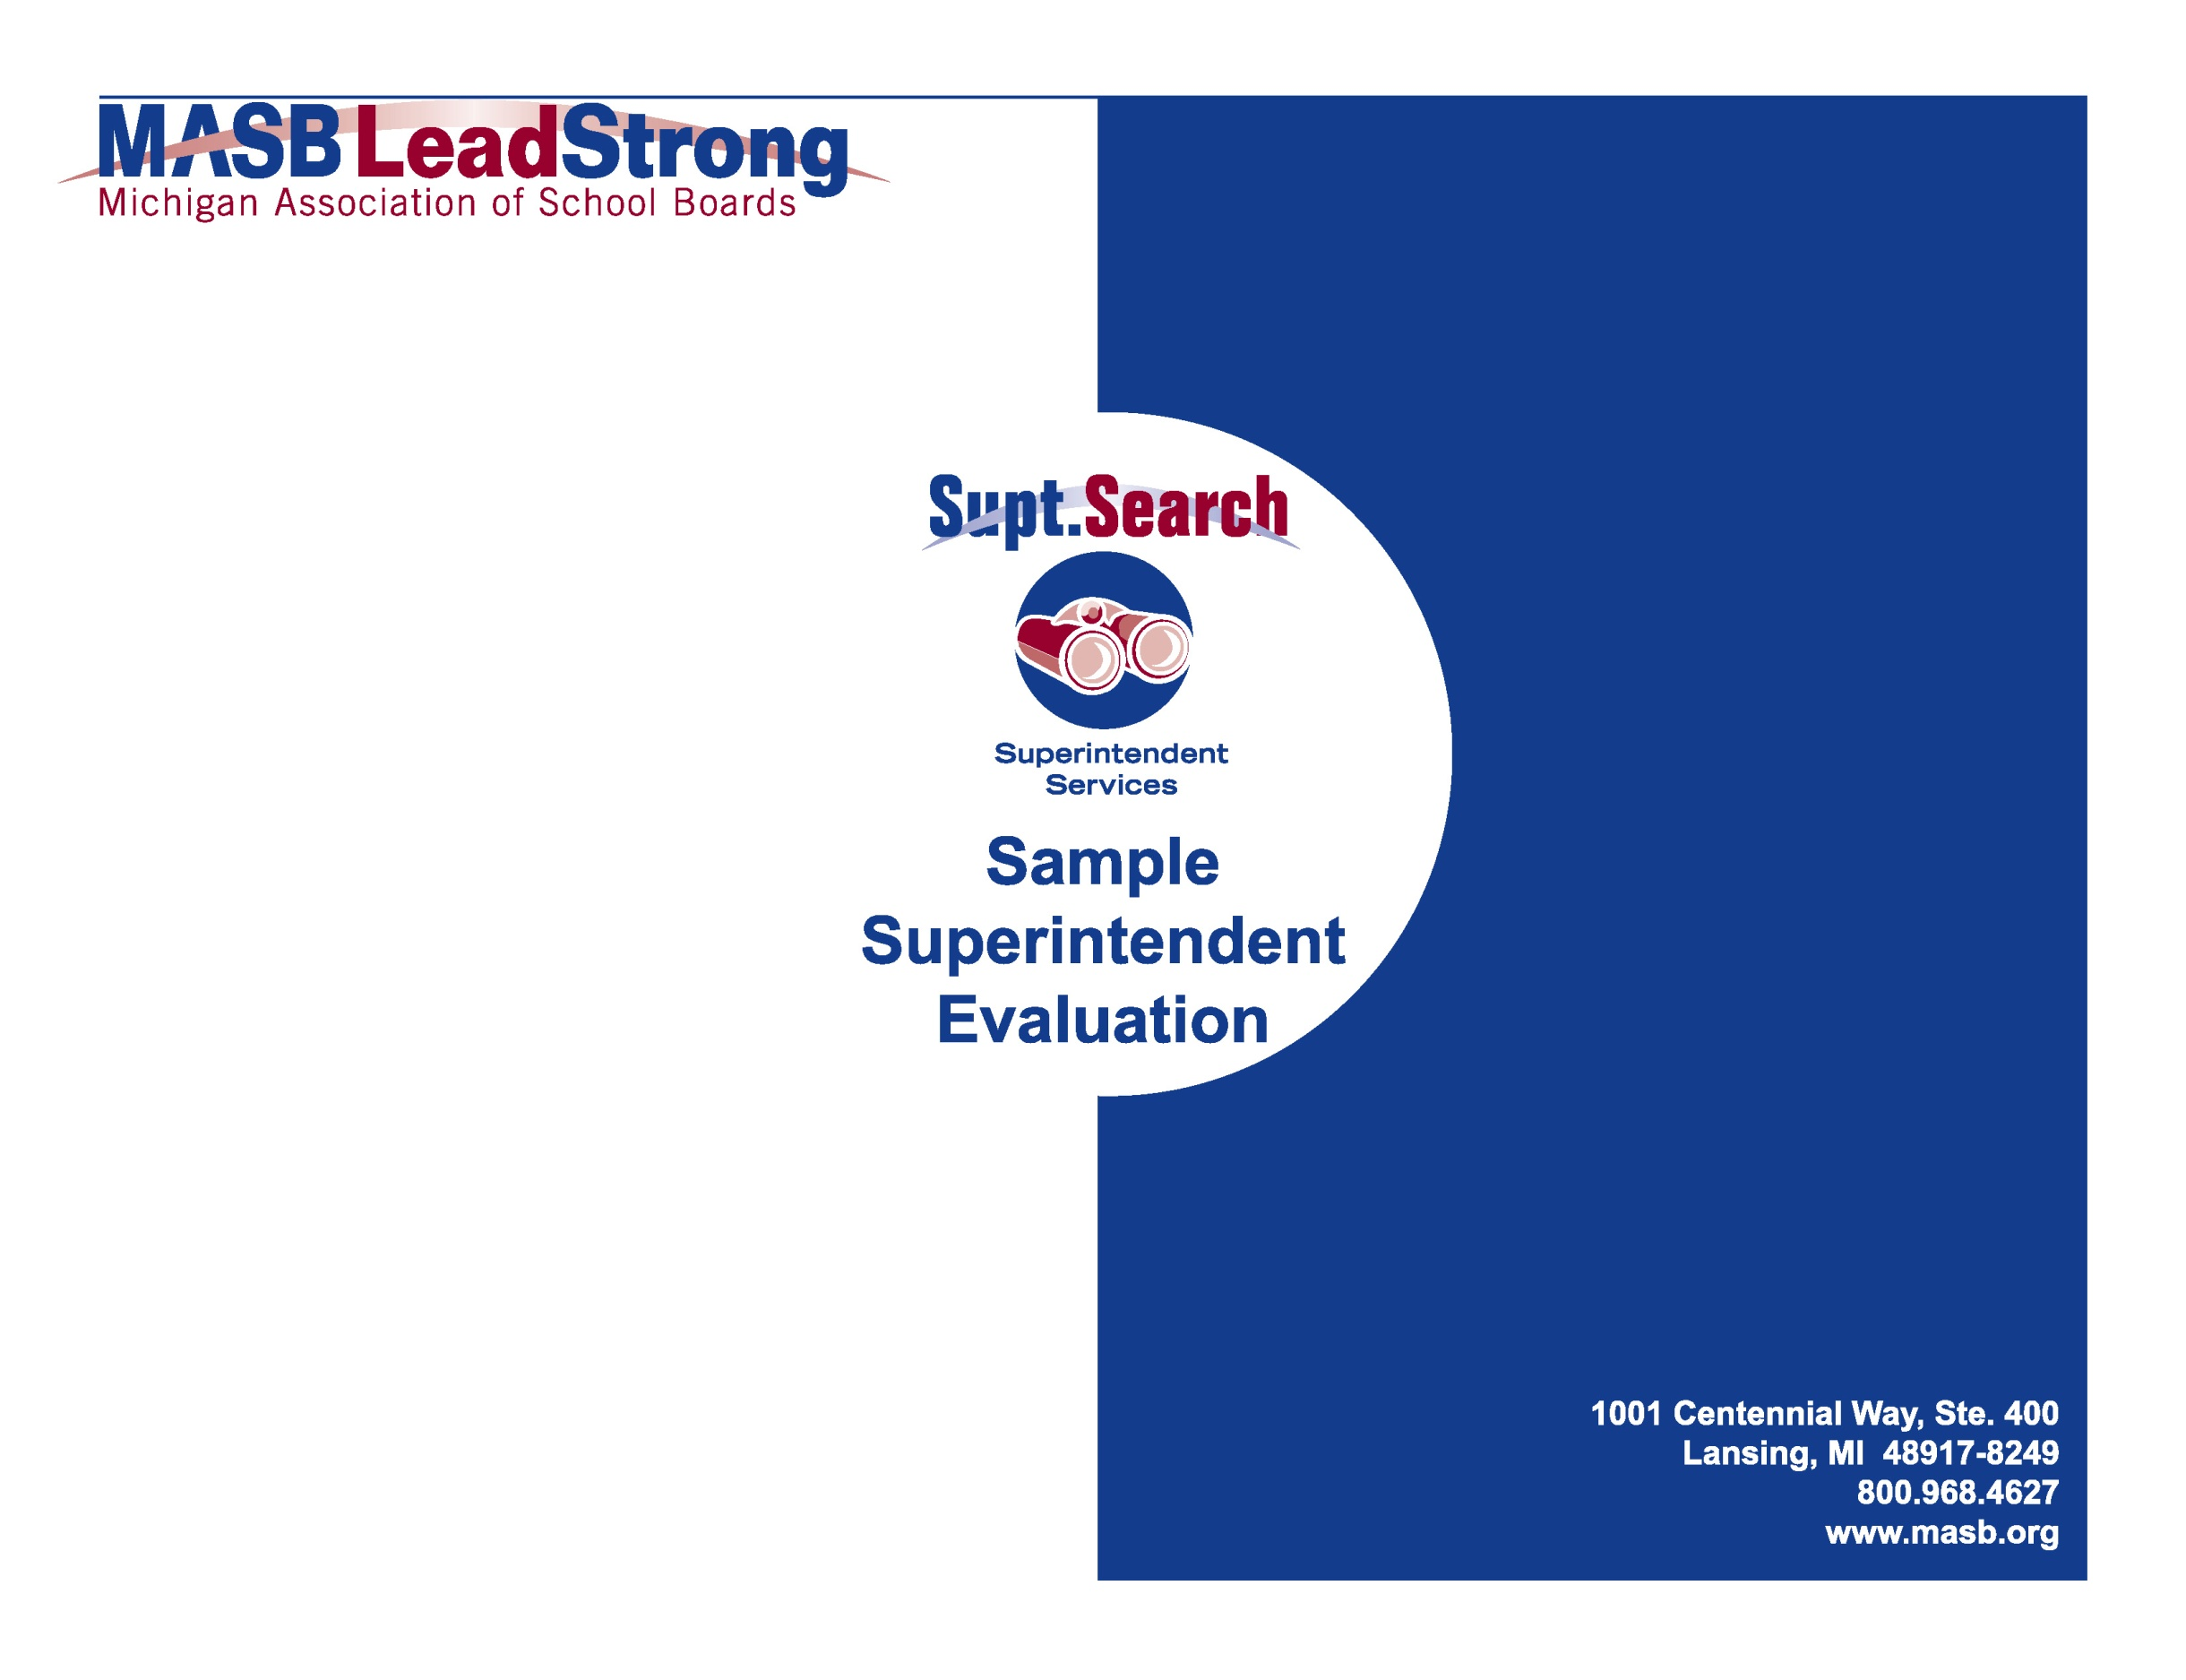 MASB LeadStrong
Michigan Association of School Boards
Supt.Search
Superintendent
Services
Sample
Superintendent
Evaluation
1001 Centennial Way, Ste. 400
Lansing, MI  48917-8249
800.968.4627
www.masb.org